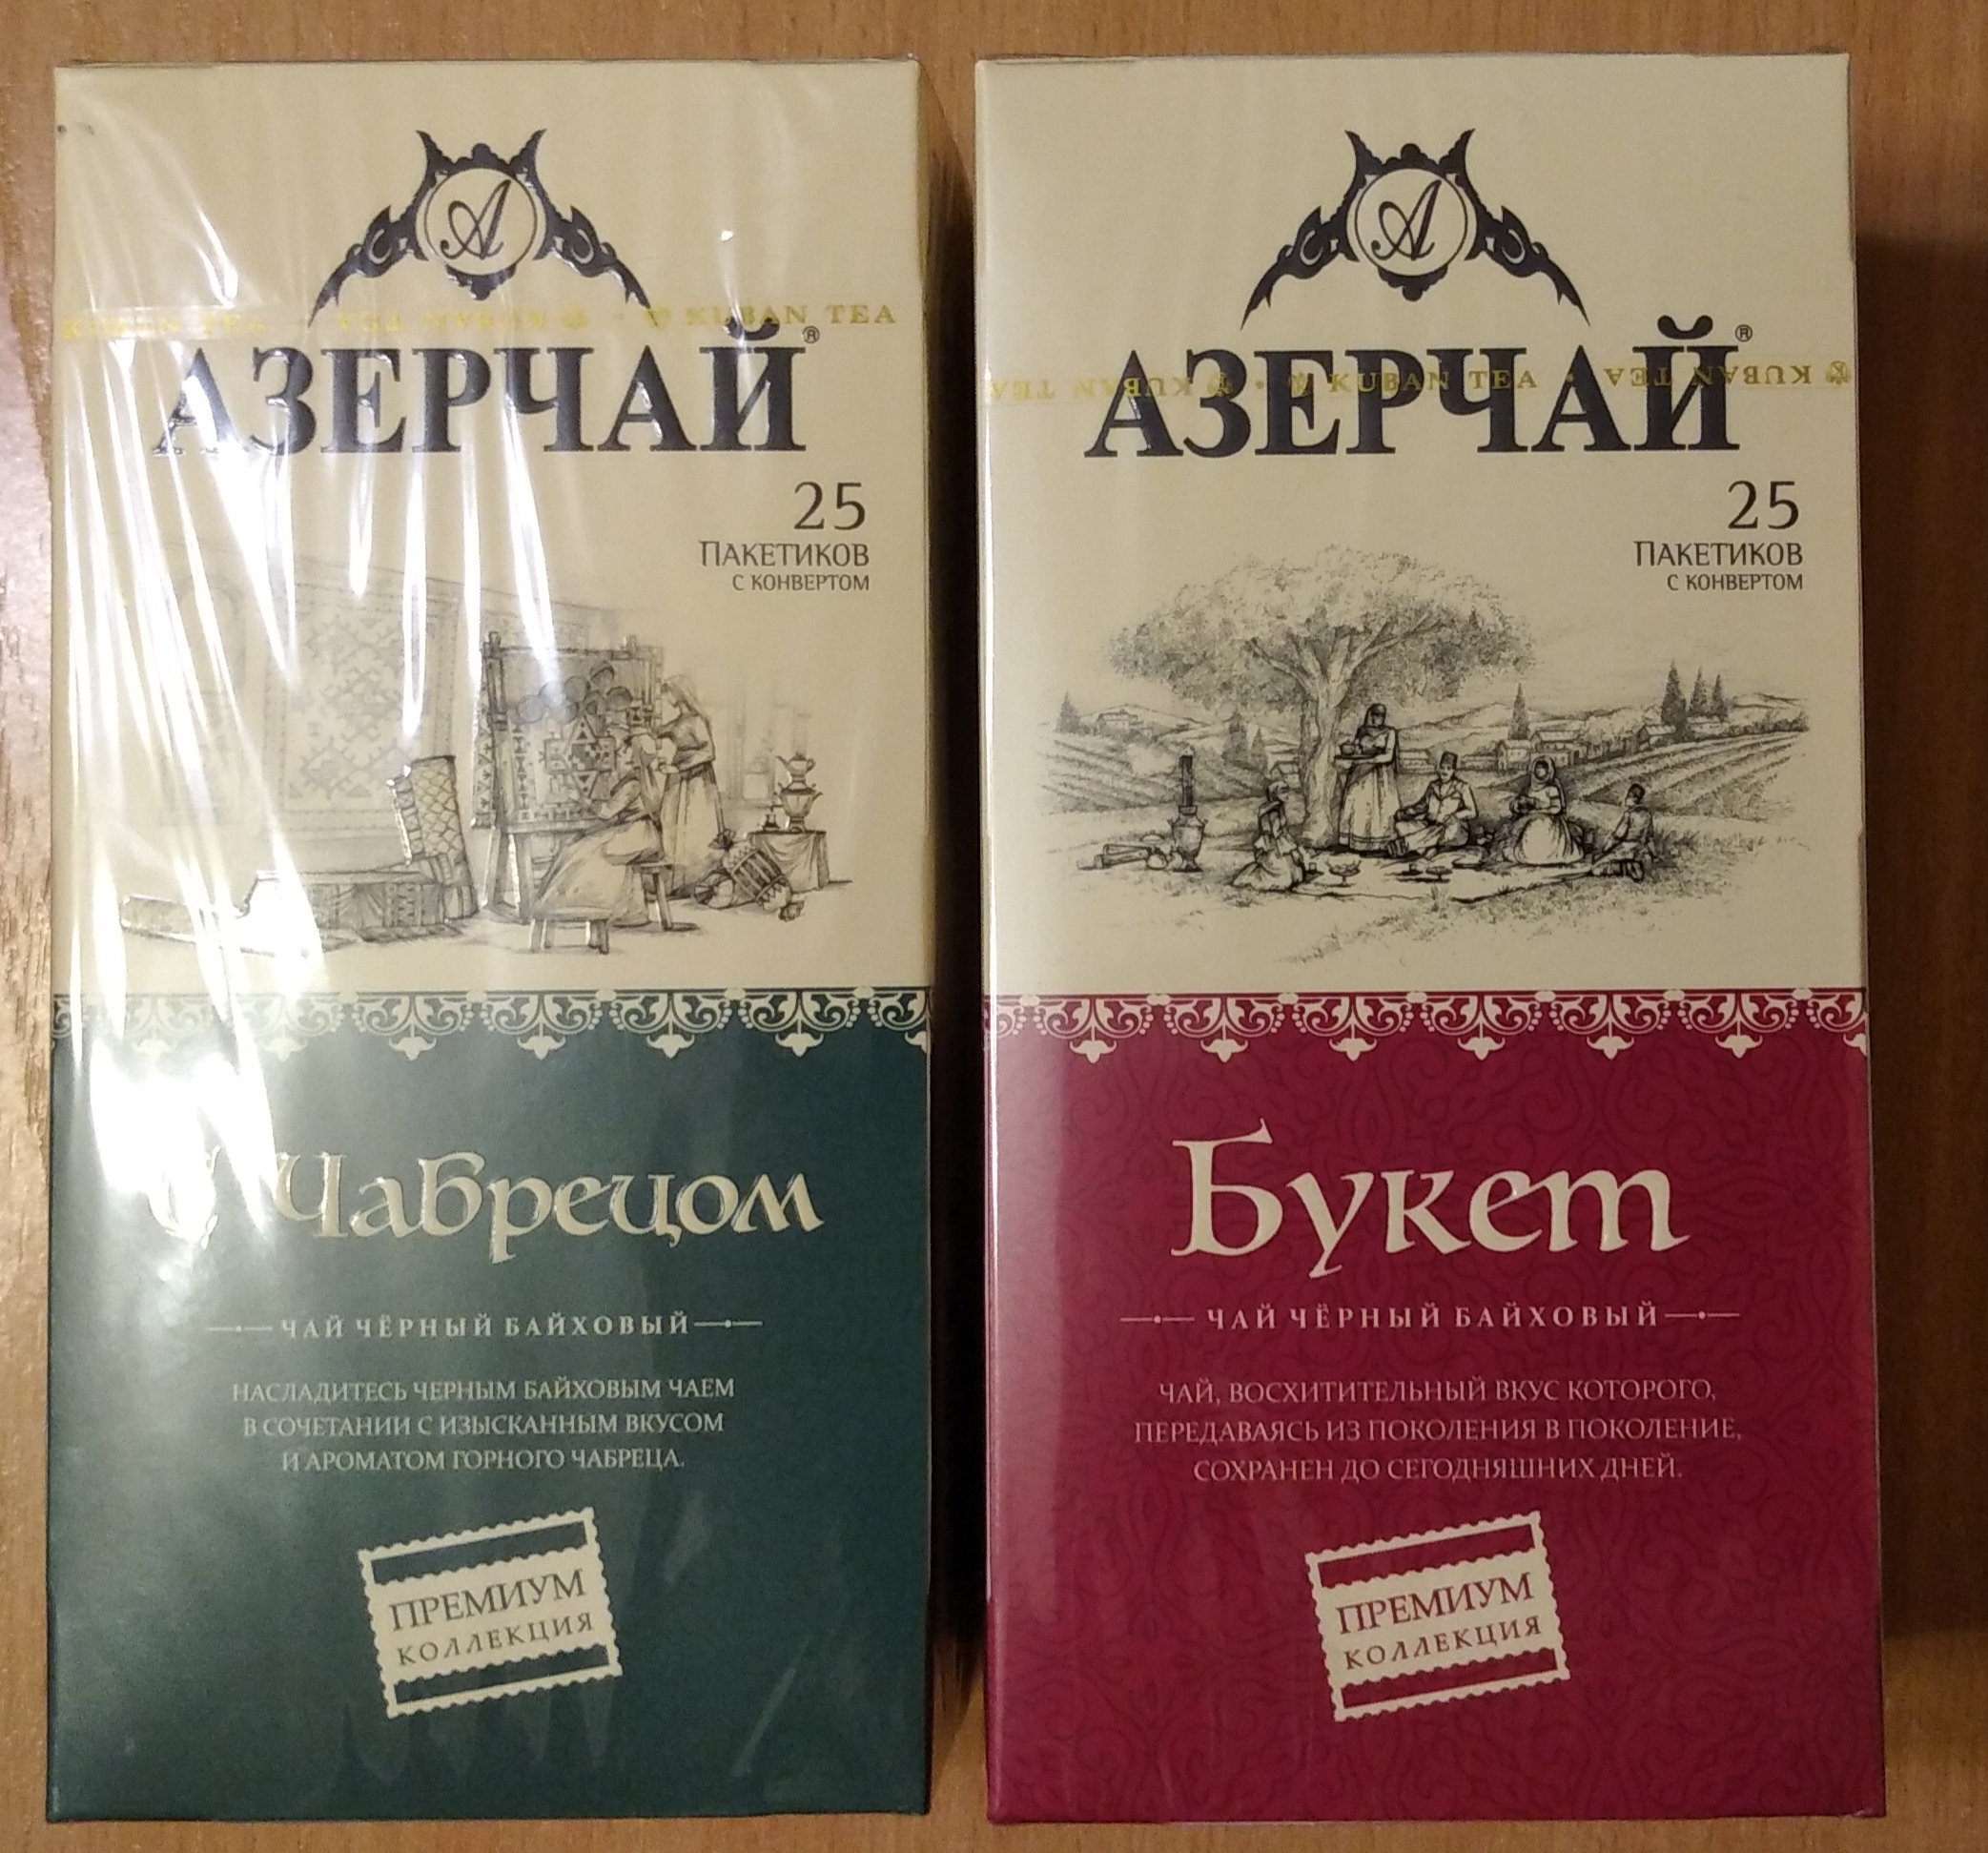 A
KUBAN TEA • KUBAN TEA • KUBAN TEA
АЗЕРЧАЙ®
25
ПАКЕТИКОВ
С КОНВЕРТОМ
С Чабрецом
ЧАЙ ЧЁРНЫЙ БАЙХОВЫЙ
НАСЛАДИТЕСЬ ЧЕРНЫМ БАЙХОВЫМ ЧАЕМ
В СОЧЕТАНИИ С ИЗЫСКАННЫМ ВКУСОМ
И АРОМАТОМ ГОРНОГО ЧАБРЕЦА.
ПРЕМИУМ
КОЛЛЕКЦИЯ
A
KUBAN TEA • KUBAN TEA • KUBAN TEA
АЗЕРЧАЙ®
25
ПАКЕТИКОВ
С КОНВЕРТОМ
Букет
ЧАЙ ЧЁРНЫЙ БАЙХОВЫЙ
ЧАЙ, ВОСХИТИТЕЛЬНЫЙ ВКУС КОТОРОГО,
ПЕРЕДАВАЯСЬ ИЗ ПОКОЛЕНИЯ В ПОКОЛЕНИЕ,
СОХРАНЕН ДО СЕГОДНЯШНИХ ДНЕЙ.
ПРЕМИУМ
КОЛЛЕКЦИЯ